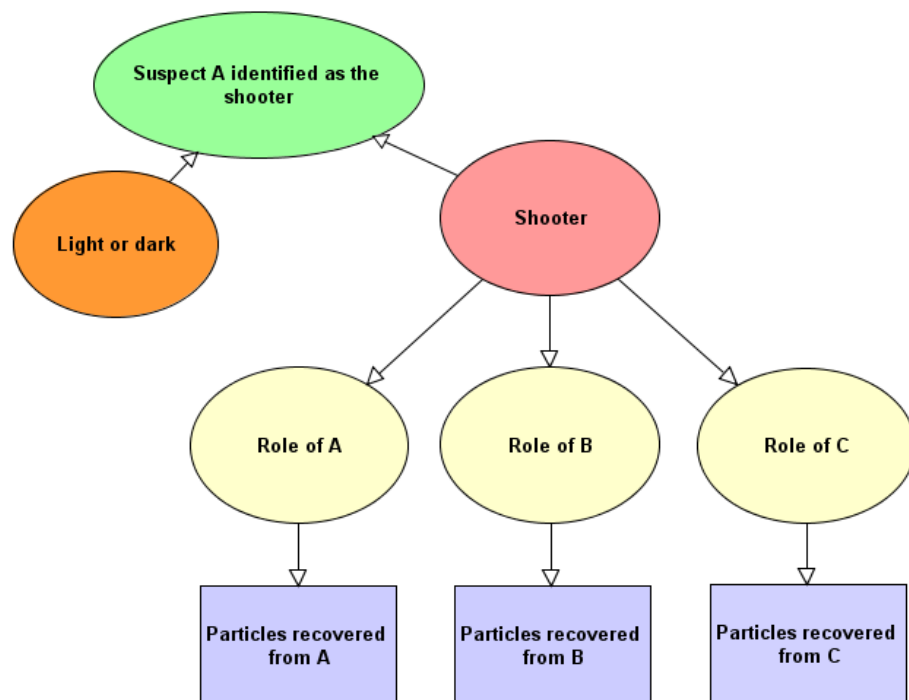 Suspect A identified as the
shooter
Light or dark
Shooter
Role of A
Role of B
Role of C
Particles recovered
from A
Particles recovered
from B
Particles recovered
from C